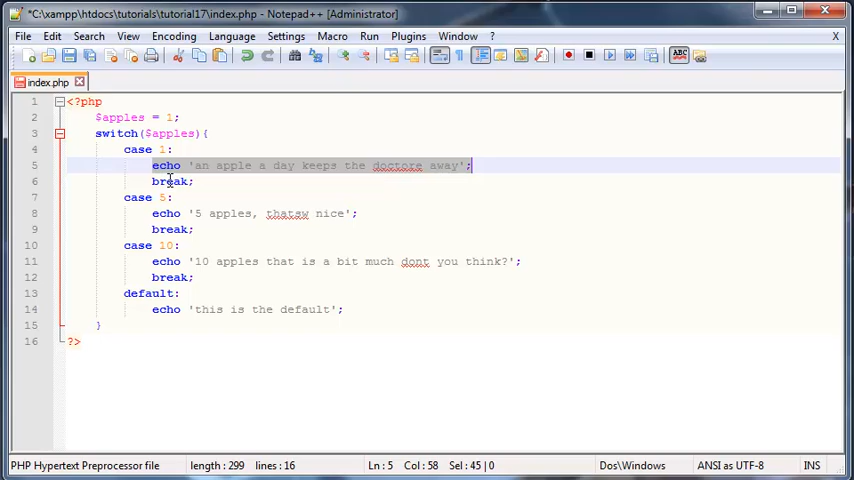 *C:\xampp\htdocs\tutorials\tutorial17\index.php - Notepad++ [Administrator]
File Edit Search View Encoding Language Settings Macro Run Plugins Window ? X
index.php
1 <?php
2 $apples = 1;
3 switch($apples){
4 case 1:
5 echo 'an apple a day keeps the doctore away';
6 break;
7 case 5:
8 echo '5 apples, thatsw nice';
9 break;
10 case 10:
11 echo '10 apples that is a bit much dont you think?';
12 break;
13 default:
14 echo 'this is the default';
15 }
16 ?>
PHP Hypertext Preprocessor file length : 299 lines : 16 Ln : 5 Col : 58 Sel : 45 | 0 Dos\Windows ANSI as UTF-8 INS